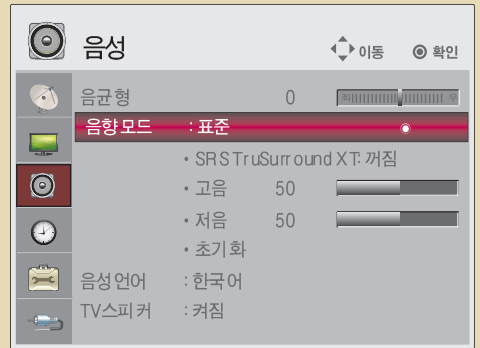 음성 이동 확인
음균형 0 좌 우
음향모드 : 표준
• SRS TruSurround XT: 꺼짐
• 고음 50
• 저음 50
• 초기화
음성언어 : 한국어
TV스피커 : 켜짐